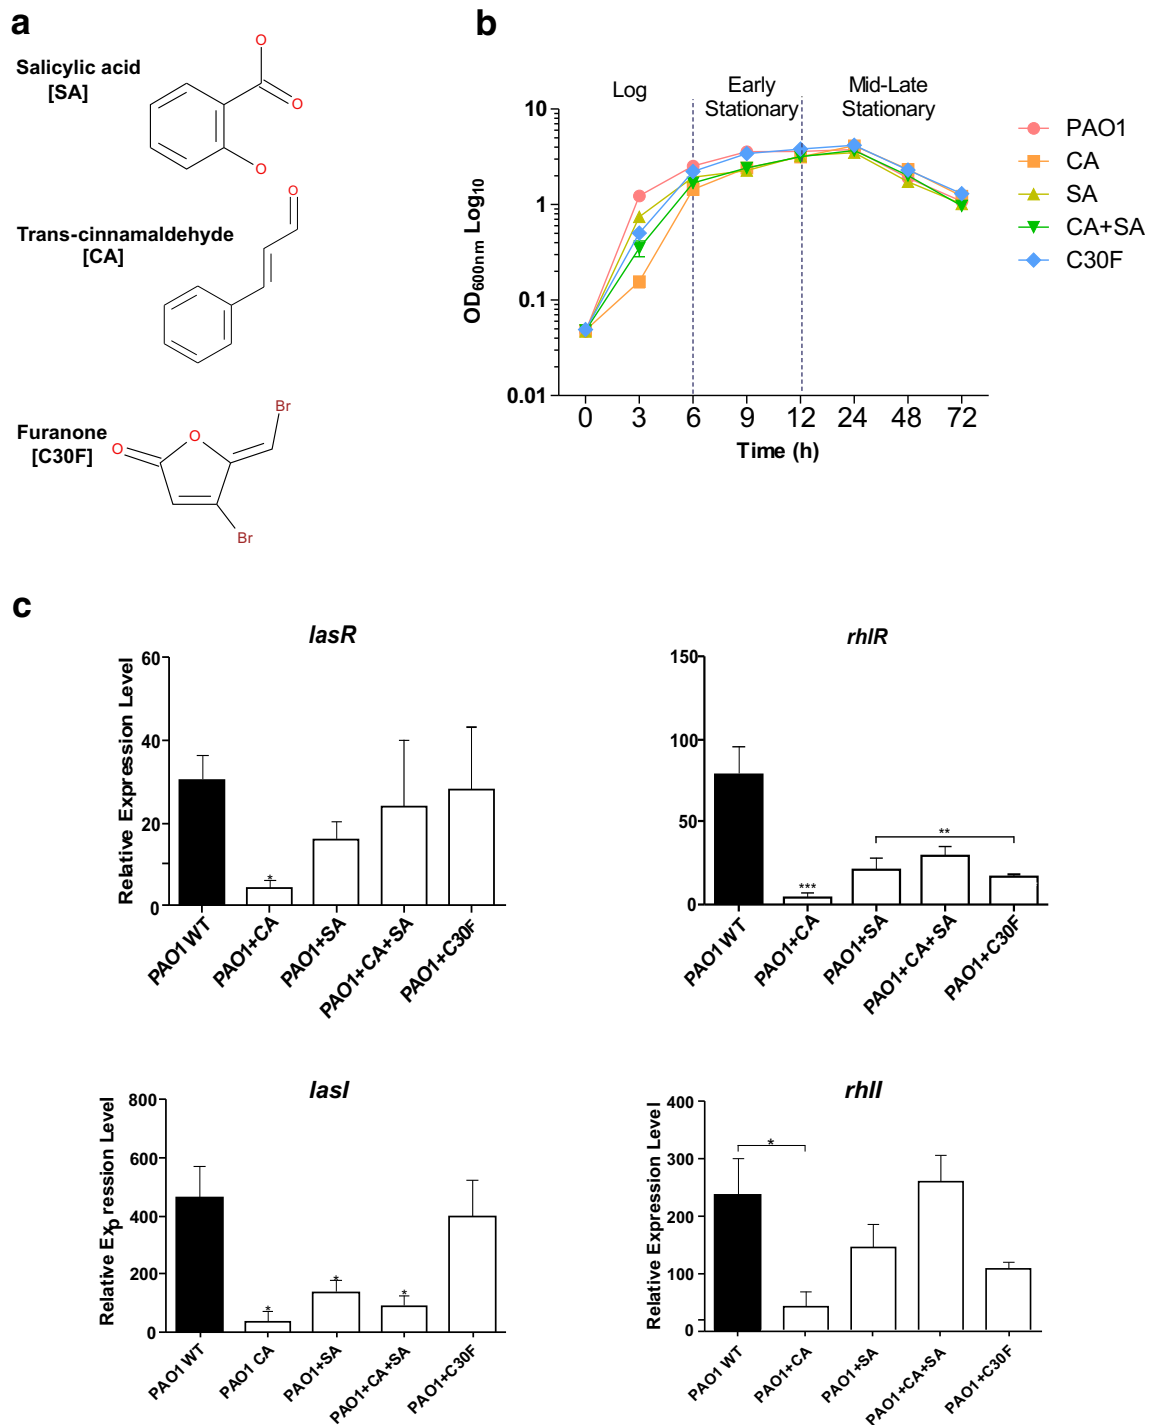 a
Salicylic acid
[SA]
O
O
O
Trans-cinnamaldehyde
[CA]
O
Furanone
[C30F]
O
O
Br
Br
b
Log
Early
Stationary
Mid-Late
Stationary
OD600nm Log10
10
1
0.1
0.01
0 3 6 9 12 24 48 72
Time (h)
PAO1
CA
SA
CA+SA
C30F
c
lasR
Relative Expression Level
60
40
20
0
*
PAO1 WT
PAO1+CA
PAO1+SA
PAO1+CA+SA
PAO1+C30F
rhlR
150
100
50
0
***
**
PAO1 WT
PAO1+CA
PAO1+SA
PAO1+CA+SA
PAO1+C30F
lasI
Relative Expression Level
800
600
400
200
0
*
*
*
PAO1 WT
PAO1 CA
PAO1+SA
PAO1+CA+SA
PAO1+C30F
rhlI
Relative Expression Level
400
300
200
100
0
*
PAO1 WT
PAO1+CA
PAO1+SA
PAO1+CA+SA
PAO1+C30F